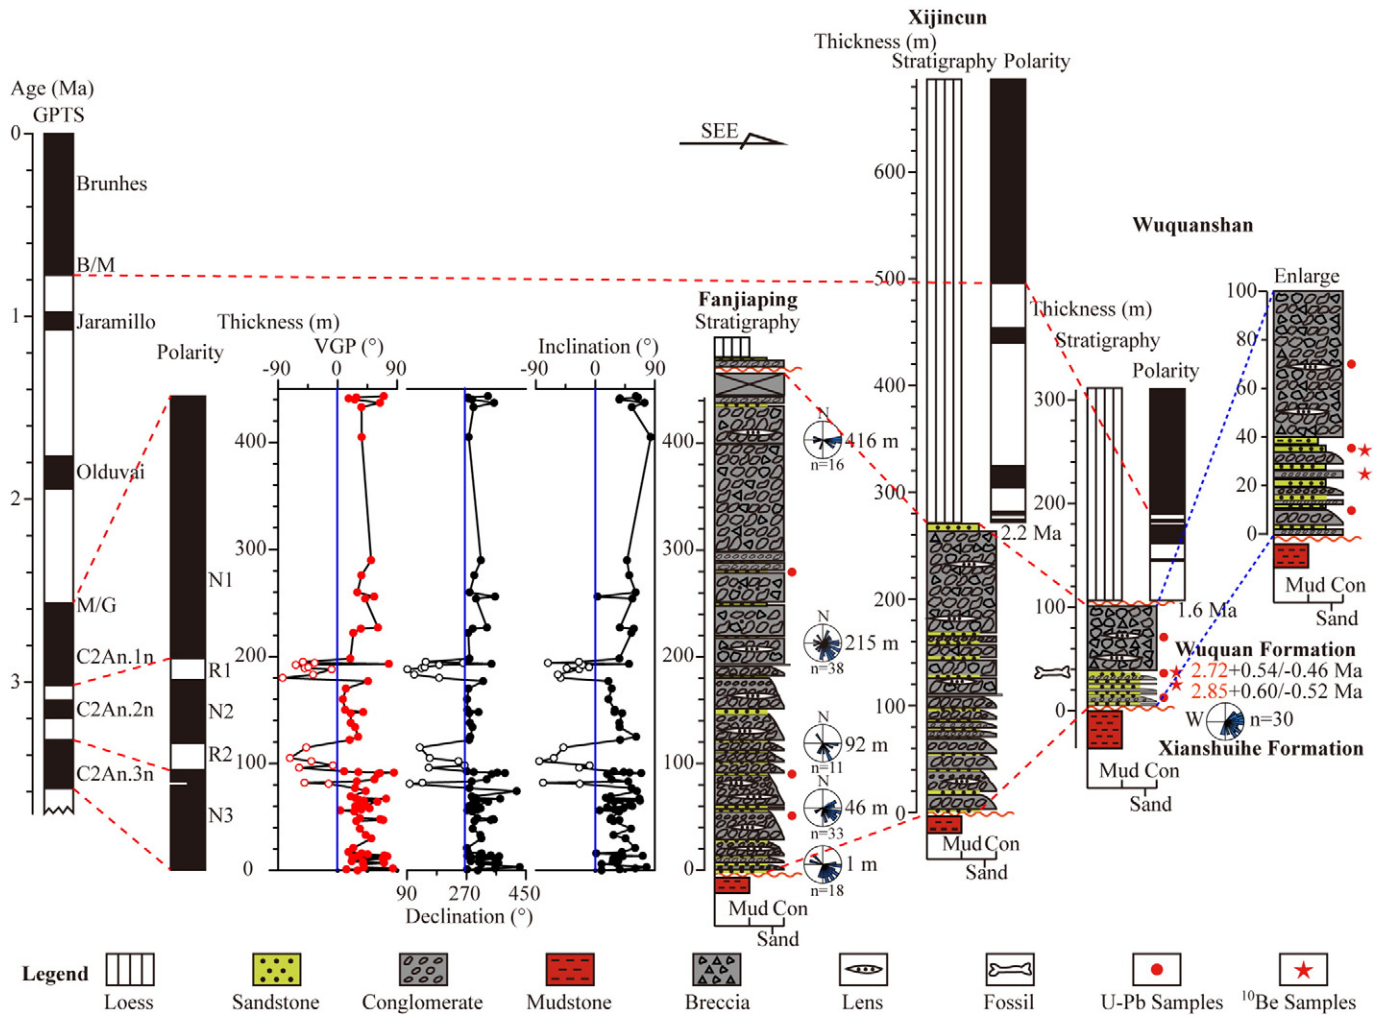 Age (Ma)
GPTS
0
1
2
3
Brunhes
B/M
Jaramillo
Olduvai
M/G
C2An.1n
C2An.2n
C2An.3n
Polarity
N1
R1
N2
R2
N3
Thickness (m)
VGP (°)
-90 0 90
400
300
200
100
0
90 270 450
Declination (°)
Inclination (°)
-90 0 90
SEE
Fanjiaping
Stratigraphy
400
300
200
100
0
N
416 m
n=16
N
215 m
n=38
N
92 m
n=11
N
46 m
n=33
1 m
n=18
Mud Con
Sand
Xijincun
Thickness (m)
Stratigraphy Polarity
600
500
400
300
200
100
0
2.2 Ma
Mud Con
Sand
Wuquanshan
Thickness (m)
Stratigraphy
Polarity
300
200
100
0
1.6 Ma
Wuquan Formation
2.72+0.54/-0.46 Ma
2.85+0.60/-0.52 Ma
W n=30
Xianshuihe Formation
Mud Con
Sand
Enlarge
100
80
60
40
20
0
Mud Con
Sand
Legend
Loess
Sandstone
Conglomerate
Mudstone
Breccia
Lens
Fossil
U-Pb Samples
10Be Samples